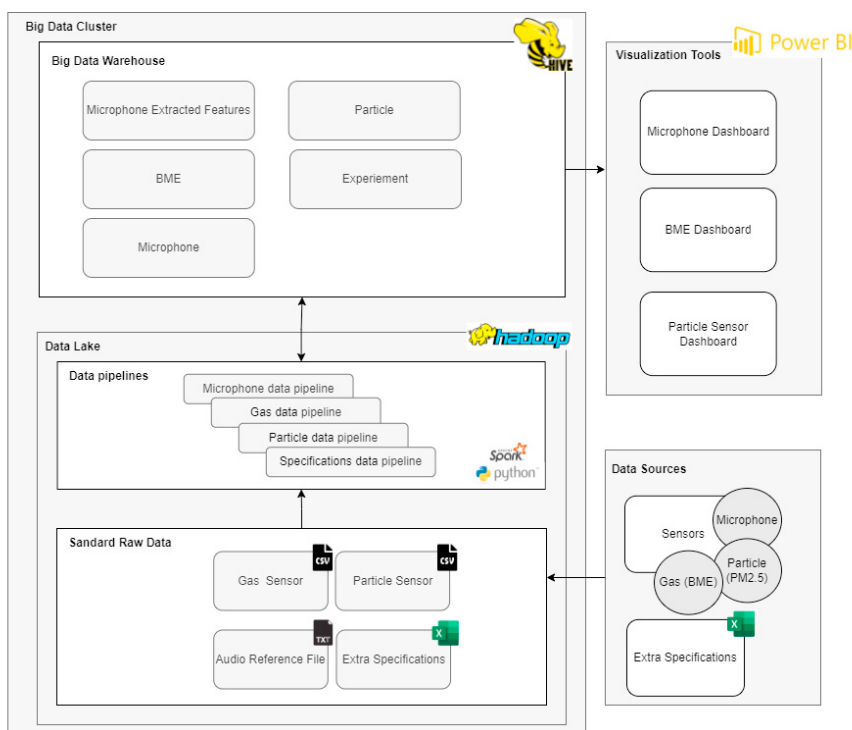 Big Data Cluster
Big Data Warehouse
HIVE
Microphone Extracted Features
Particle
BME
Experiement
Microphone
Power BI
Visualization Tools
Microphone Dashboard
BME Dashboard
Particle Sensor
Dashboard
Data Lake
hadoop
Data pipelines
Microphone data pipeline
Gas data pipeline
Particle data pipeline
Specifications data pipeline
Spark
python
Sandard Raw Data
CSV
CSV
Gas Sensor
Particle Sensor
TXT
X
Audio Reference File
Extra Specifications
Data Sources
Sensors
Microphone
Particle
(PM2.5)
Gas (BME)
X
Extra Specifications